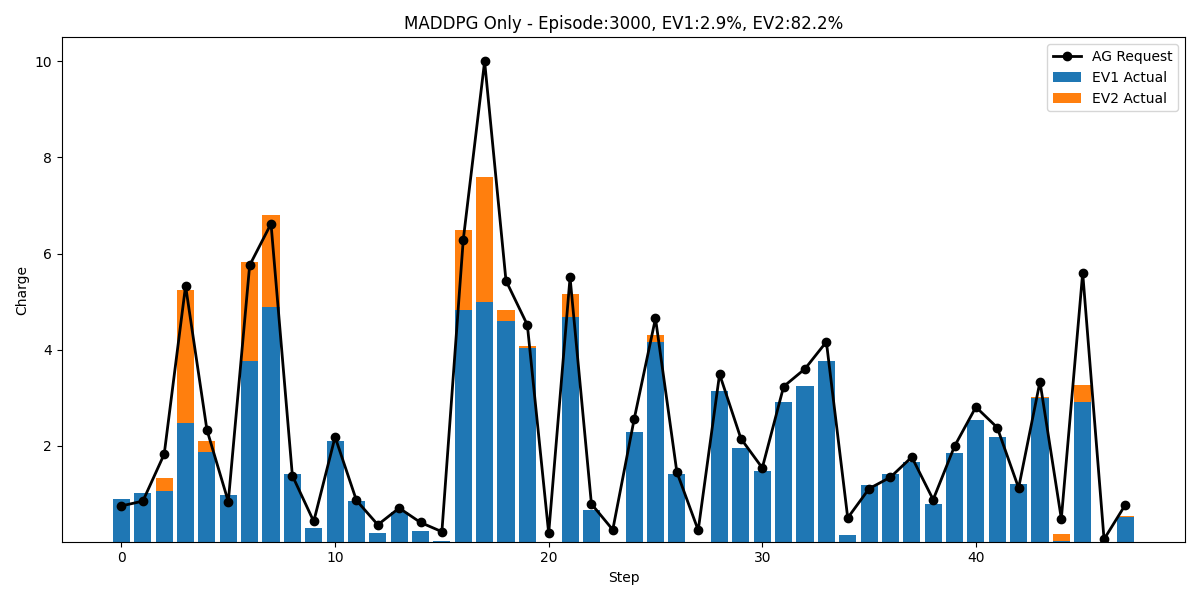 MADDPG Only - Episode:3000, EV1:2.9%, EV2:82.2%
AG Request
EV1 Actual
EV2 Actual
Charge
10
8
6
4
2
0 10 20 30 40
Step